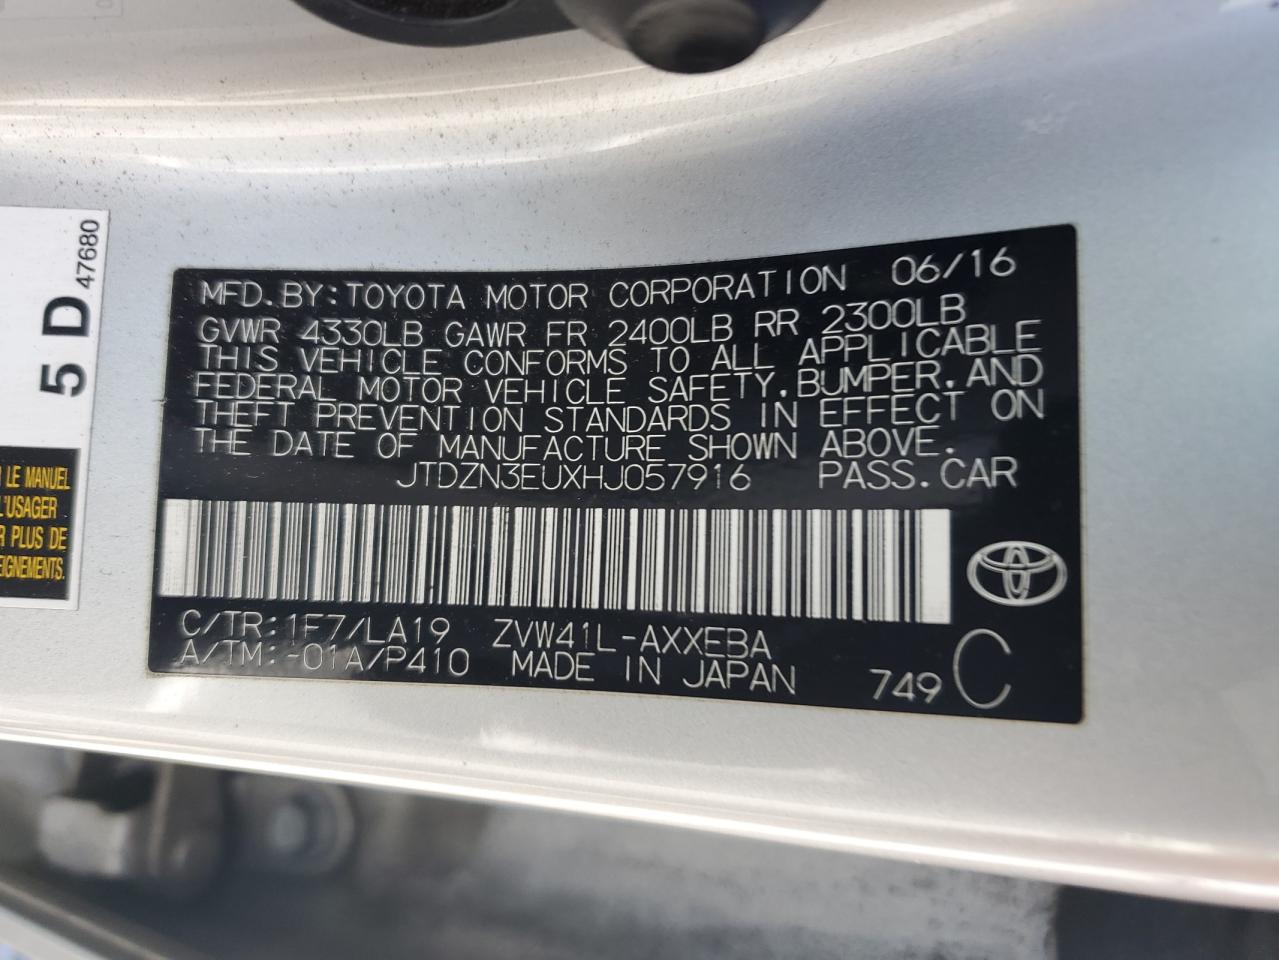 MFD.BY:TOYOTA MOTOR CORPORATION 06/16
GVWR 4330LB GAWR FR 2400LB RR 2300LB
THIS VEHICLE CONFORMS TO ALL APPLICABLE
FEDERAL MOTOR VEHICLE SAFETY,BUMPER,AND
THEFT PREVENTION STANDARDS IN EFFECT ON
THE DATE OF MANUFACTURE SHOWN ABOVE.
JTDZN3EUXHJ057916 PASS.CAR
C/TR:1F7/LA19 ZVW41L-AXXEBA
A/TM:-01A/P410 MADE IN JAPAN 749 C
5 D 47680
LE MANUEL
L'USAGER
PLUS DE